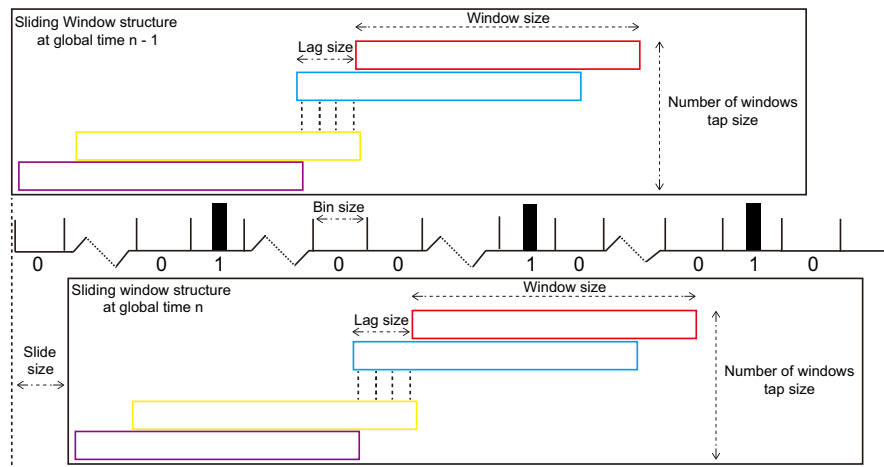 Sliding Window structure
at global time n - 1
Window size
Lag size
Number of windows
tap size
Bin size
0 0 1 0 0 1 0 0 1 0
Sliding window structure
at global time n
Window size
Lag size
Slide
size
Number of windows
tap size